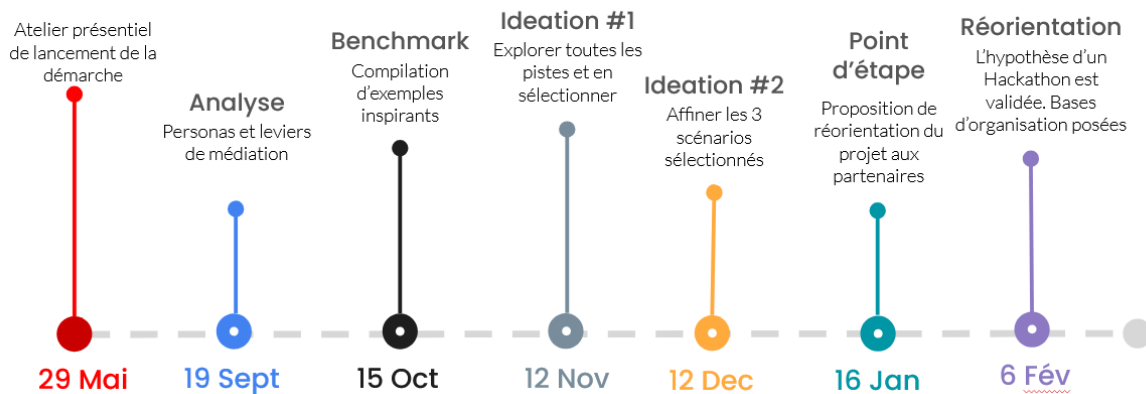 Atelier présentiel
de lancement de la
démarche
29 Mai
Analyse
Personas et leviers
de médiation
19 Sept
Benchmark
Compilation
d'exemples
inspirants
15 Oct
Ideation #1
Explorer toutes les
pistes et en
sélectionner
12 Nov
Ideation #2
Affiner les 3
scénarios
sélectionnés
12 Dec
Point
d'étape
Proposition de
réorientation du
projet aux
partenaires
16 Jan
Réorientation
L'hypothèse d'un
Hackathon est
validée. Bases
d'organisation posées
6 Fév